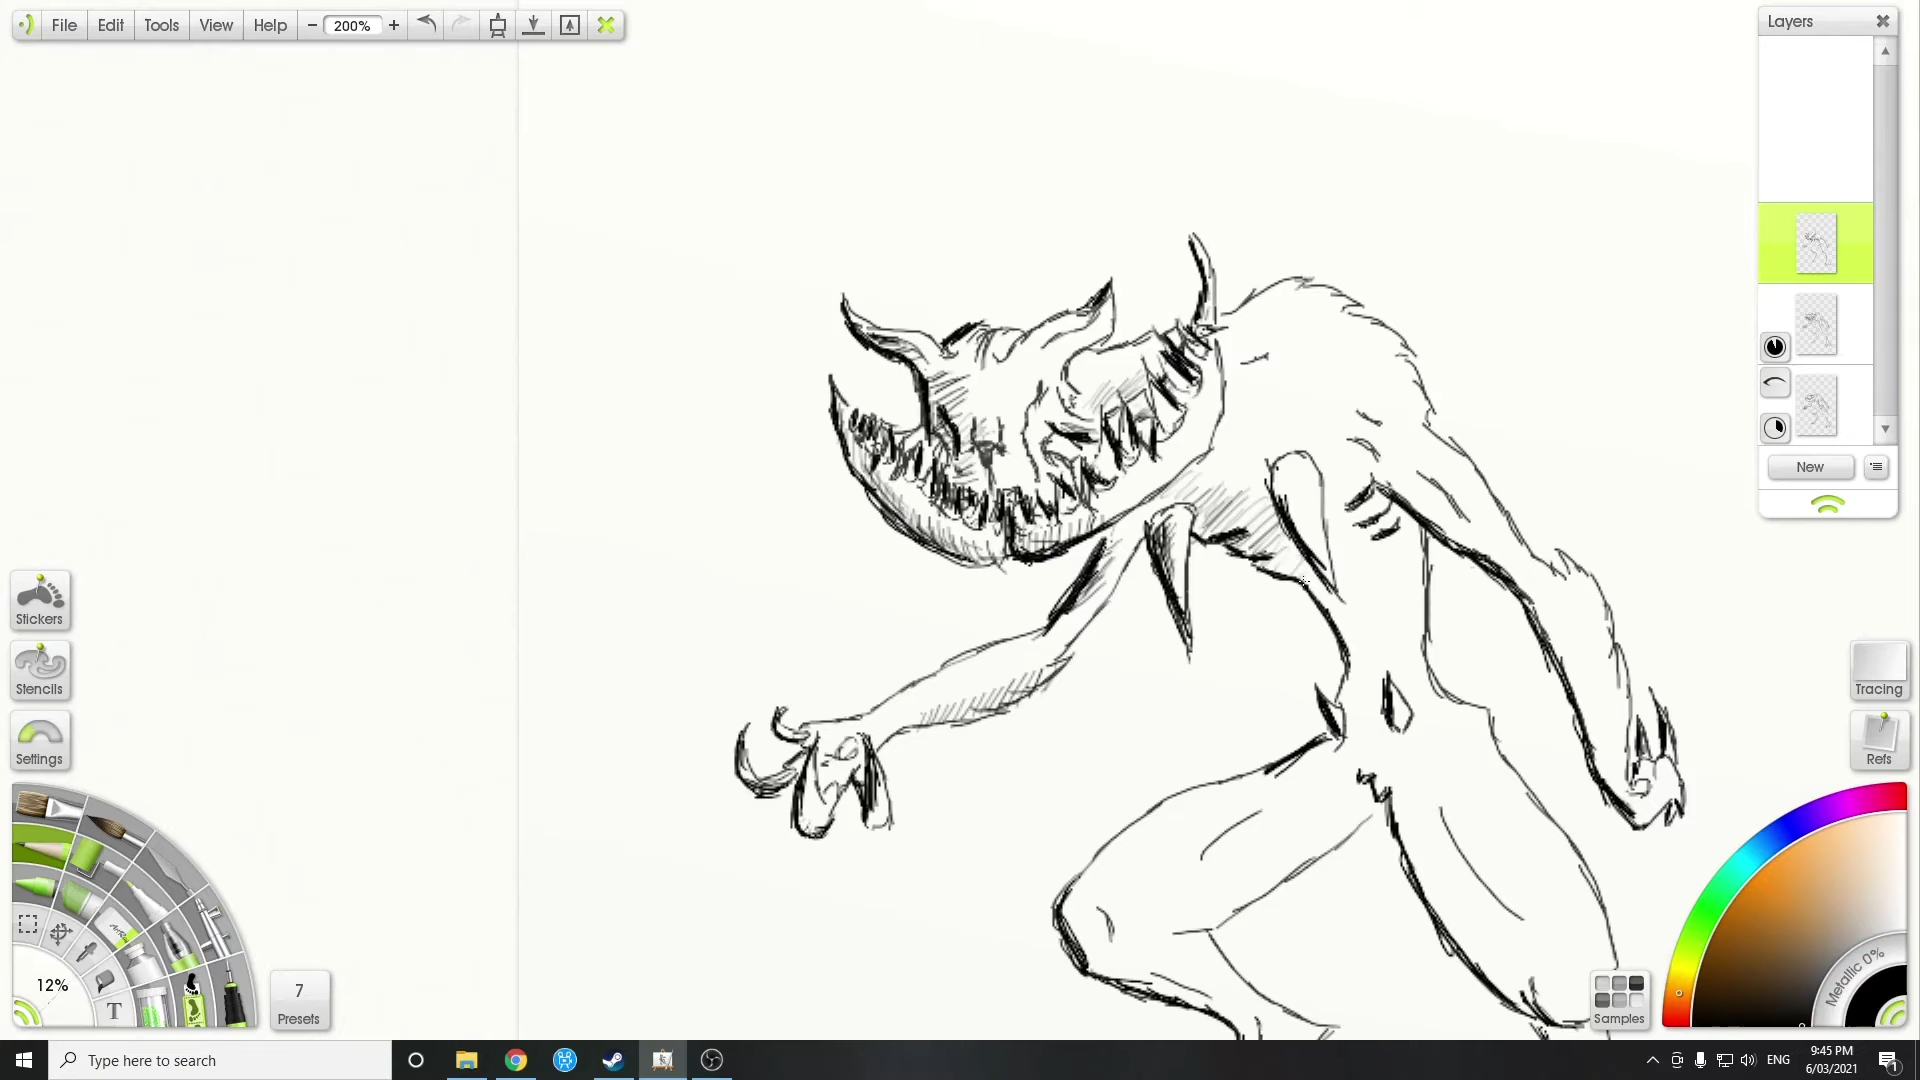 File Edit Tools View Help − 200% +
Layers
New
Stickers
Stencils
Settings
Tracing
Refs
12%
T
7
Presets
Samples
Metallic 0%
Type here to search
ENG
9:45 PM
6/03/2021
1